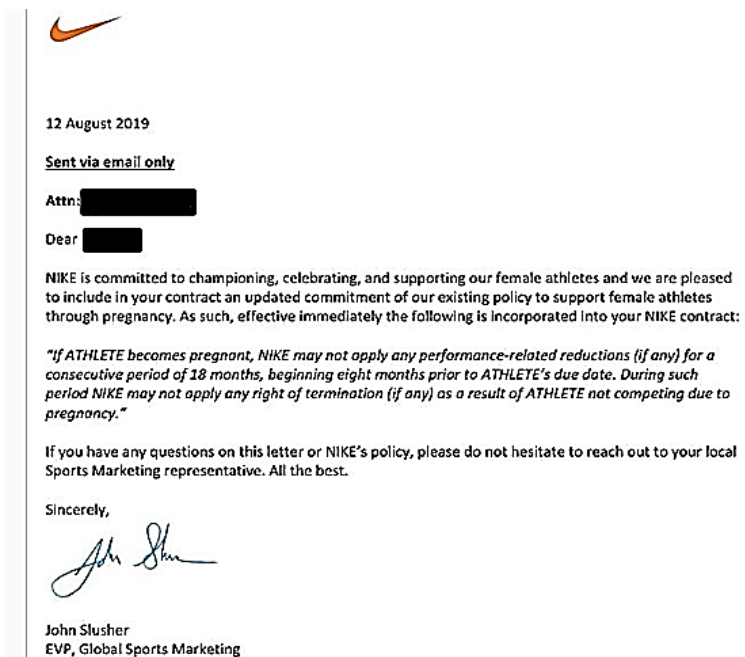 12 August 2019
Sent via email only
Attn:
Dear
NIKE is committed to championing, celebrating, and supporting our female athletes and we are pleased
to include in your contract an updated commitment of our existing policy to support female athletes
through pregnancy. As such, effective immediately the following is incorporated into your NIKE contract:
"If ATHLETE becomes pregnant, NIKE may not apply any performance-related reductions (if any) for a
consecutive period of 18 months, beginning eight months prior to ATHLETE's due date. During such
period NIKE may not apply any right of termination (if any) as a result of ATHLETE not competing due to
pregnancy."
If you have any questions on this letter or NIKE's policy, please do not hesitate to reach out to your local
Sports Marketing representative. All the best.
Sincerely,
John Slusher
EVP, Global Sports Marketing